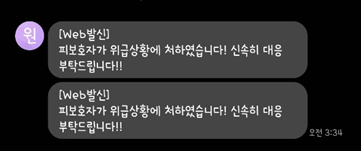 원
[Web발신]
피보호자가 위급상황에 처하였습니다! 신속히 대응
부탁드립니다!!
[Web발신]
피보호자가 위급상황에 처하였습니다! 신속히 대응
부탁드립니다!!
오전 3:34